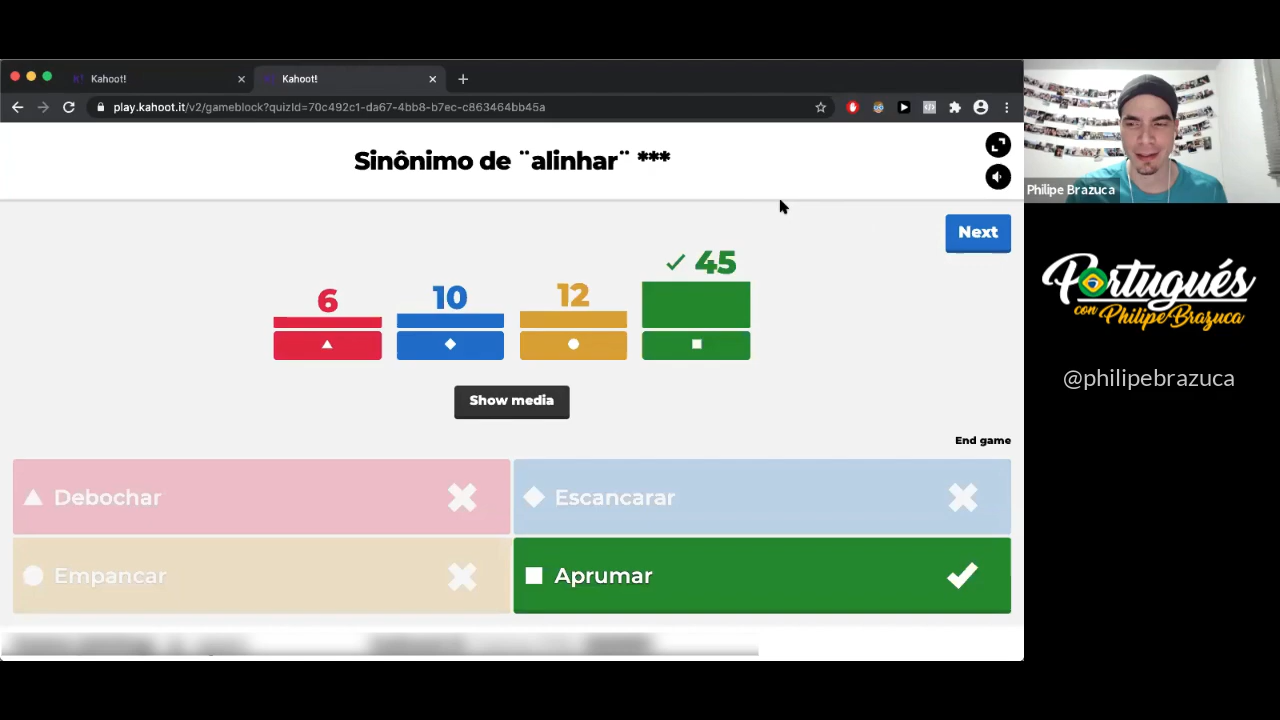 Kahoot!
Kahoot!
play.kahoot.it/v2/gameblock?quizId=70c492c1-da67-4bb8-b7ec-c863464bb45a
Sinônimo de ¨alinhar¨ ***
Philipe Brazuca
Next
6
10
12
45
Show media
End game
Debochar
Escancarar
Empancar
Aprumar
Portugués
con Philipe Brazuca
@philipebrazuca